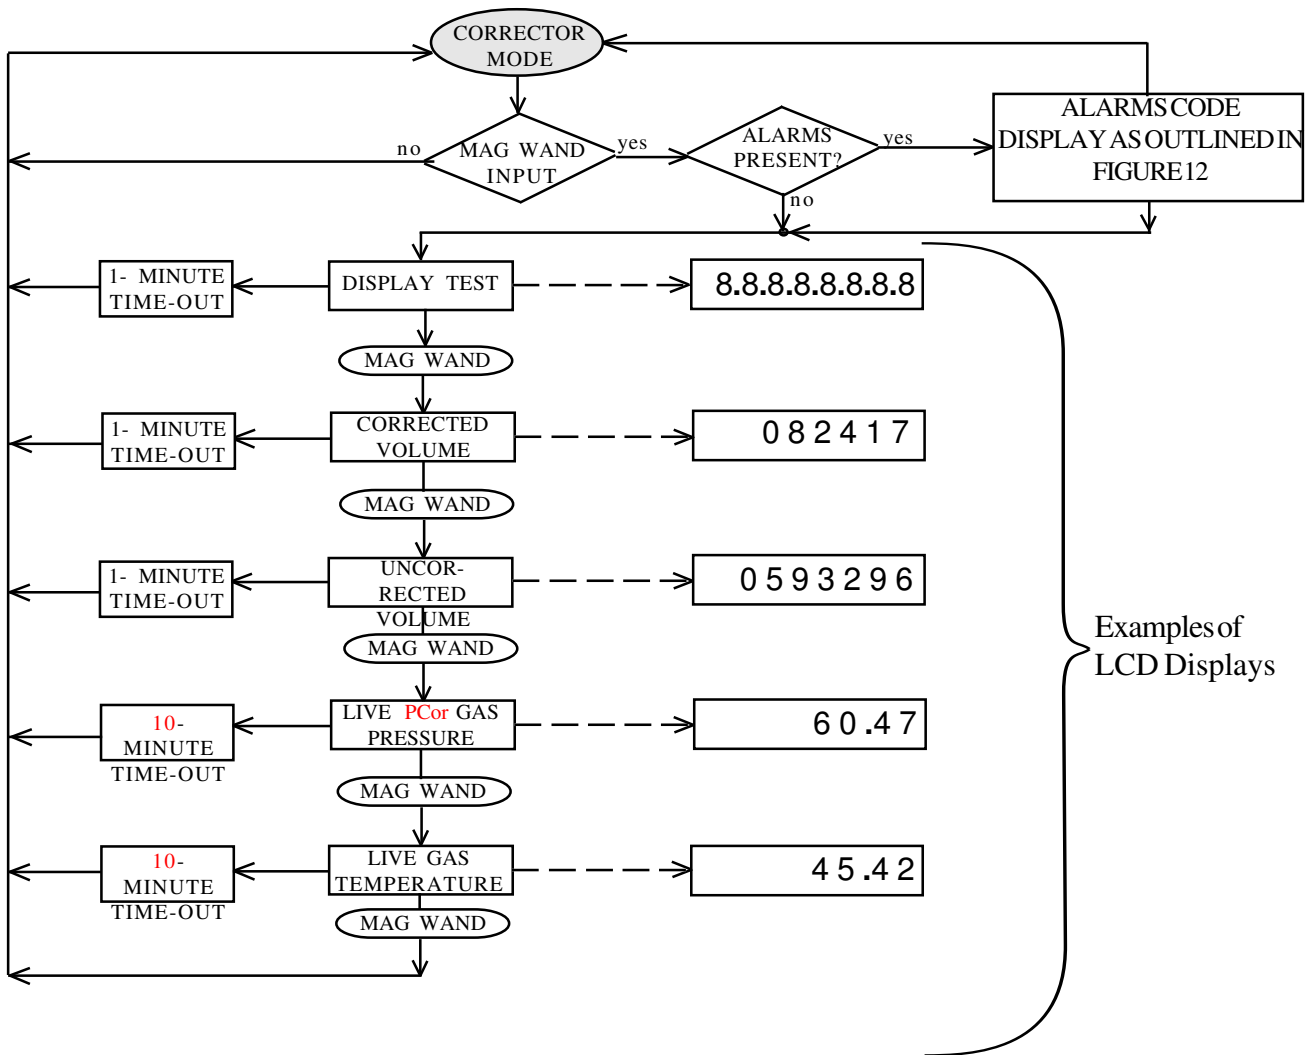 CORRECTOR
MODE
no
MAG WAND
INPUT
yes
ALARMS
PRESENT?
yes
no
ALARMS CODE
DISPLAY AS OUTLINED IN
FIGURE 12
1- MINUTE
TIME-OUT
DISPLAY TEST
8.8.8.8.8.8.8.8
MAG WAND
1- MINUTE
TIME-OUT
CORRECTED
VOLUME
082417
MAG WAND
1- MINUTE
TIME-OUT
UNCOR-
RECTED
VOLUME
0593296
MAG WAND
10-
MINUTE
TIME-OUT
LIVE PCor GAS
PRESSURE
60.47
MAG WAND
10-
MINUTE
TIME-OUT
LIVE GAS
TEMPERATURE
45.42
MAG WAND
Examples of
LCD Displays